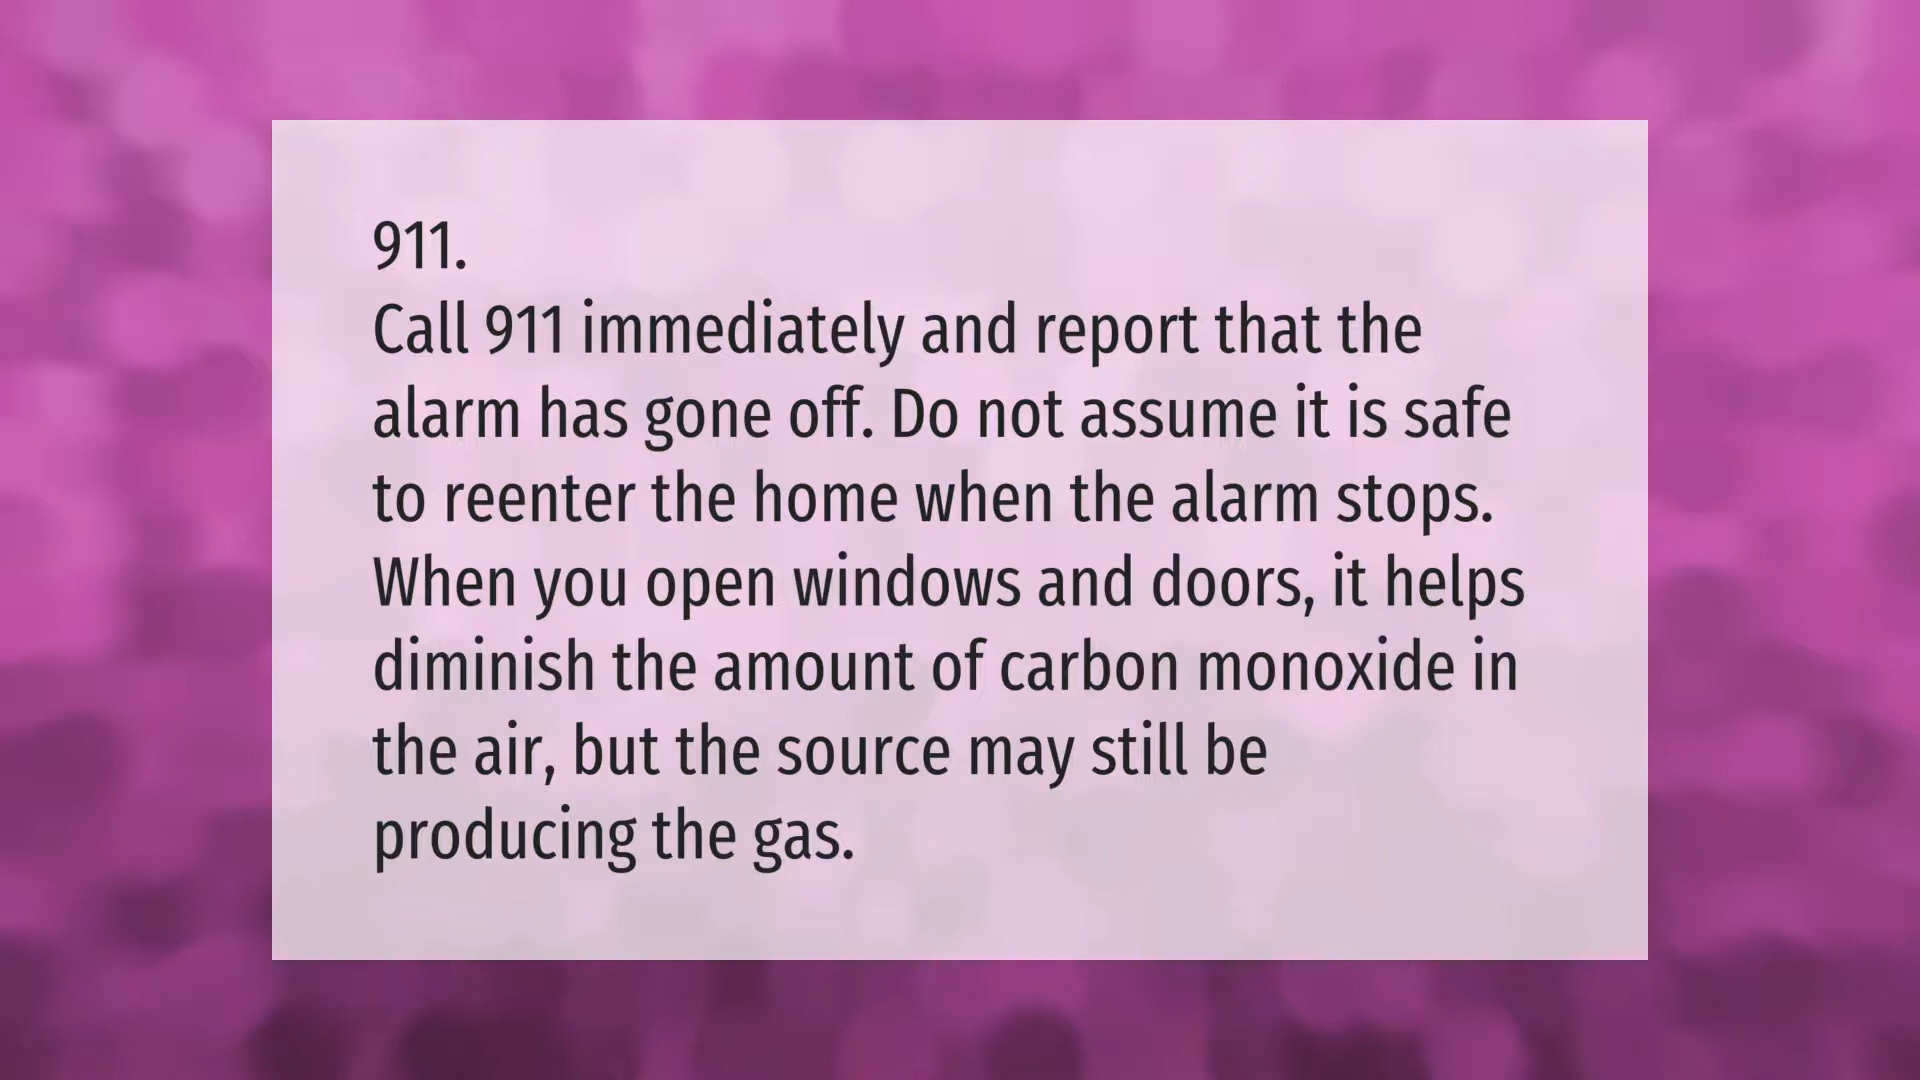 911.
Call 911 immediately and report that the
alarm has gone off. Do not assume it is safe
to reenter the home when the alarm stops.
When you open windows and doors, it helps
diminish the amount of carbon monoxide in
the air, but the source may still be
producing the gas.